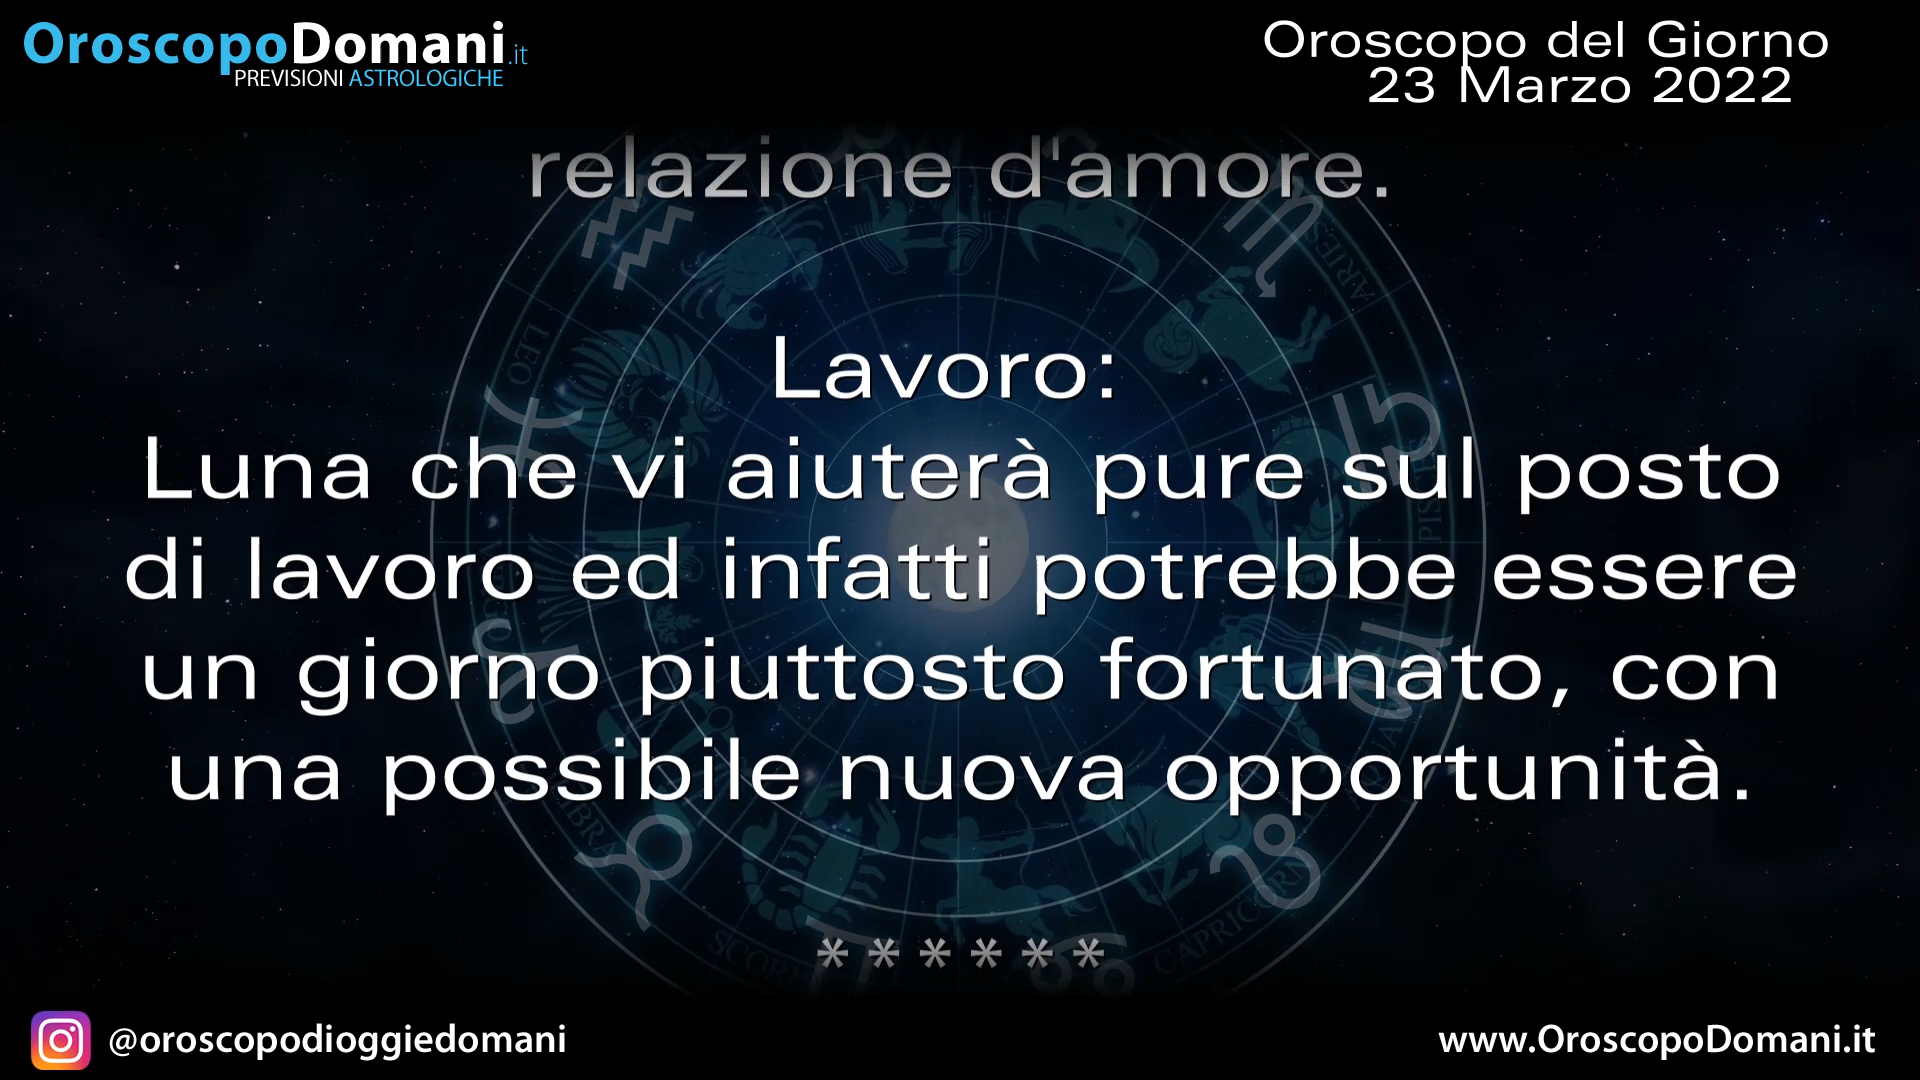 OroscopoDomani.it
PREVISIONI ASTROLOGICHE
Oroscopo del Giorno
23 Marzo 2022
relazione d'amore.
Lavoro:
Luna che vi aiuterà pure sul posto
di lavoro ed infatti potrebbe essere
un giorno piuttosto fortunato, con
una possibile nuova opportunità.
******
ARIES
LEO
@oroscopodioggiedomani
www.OroscopoDomani.it